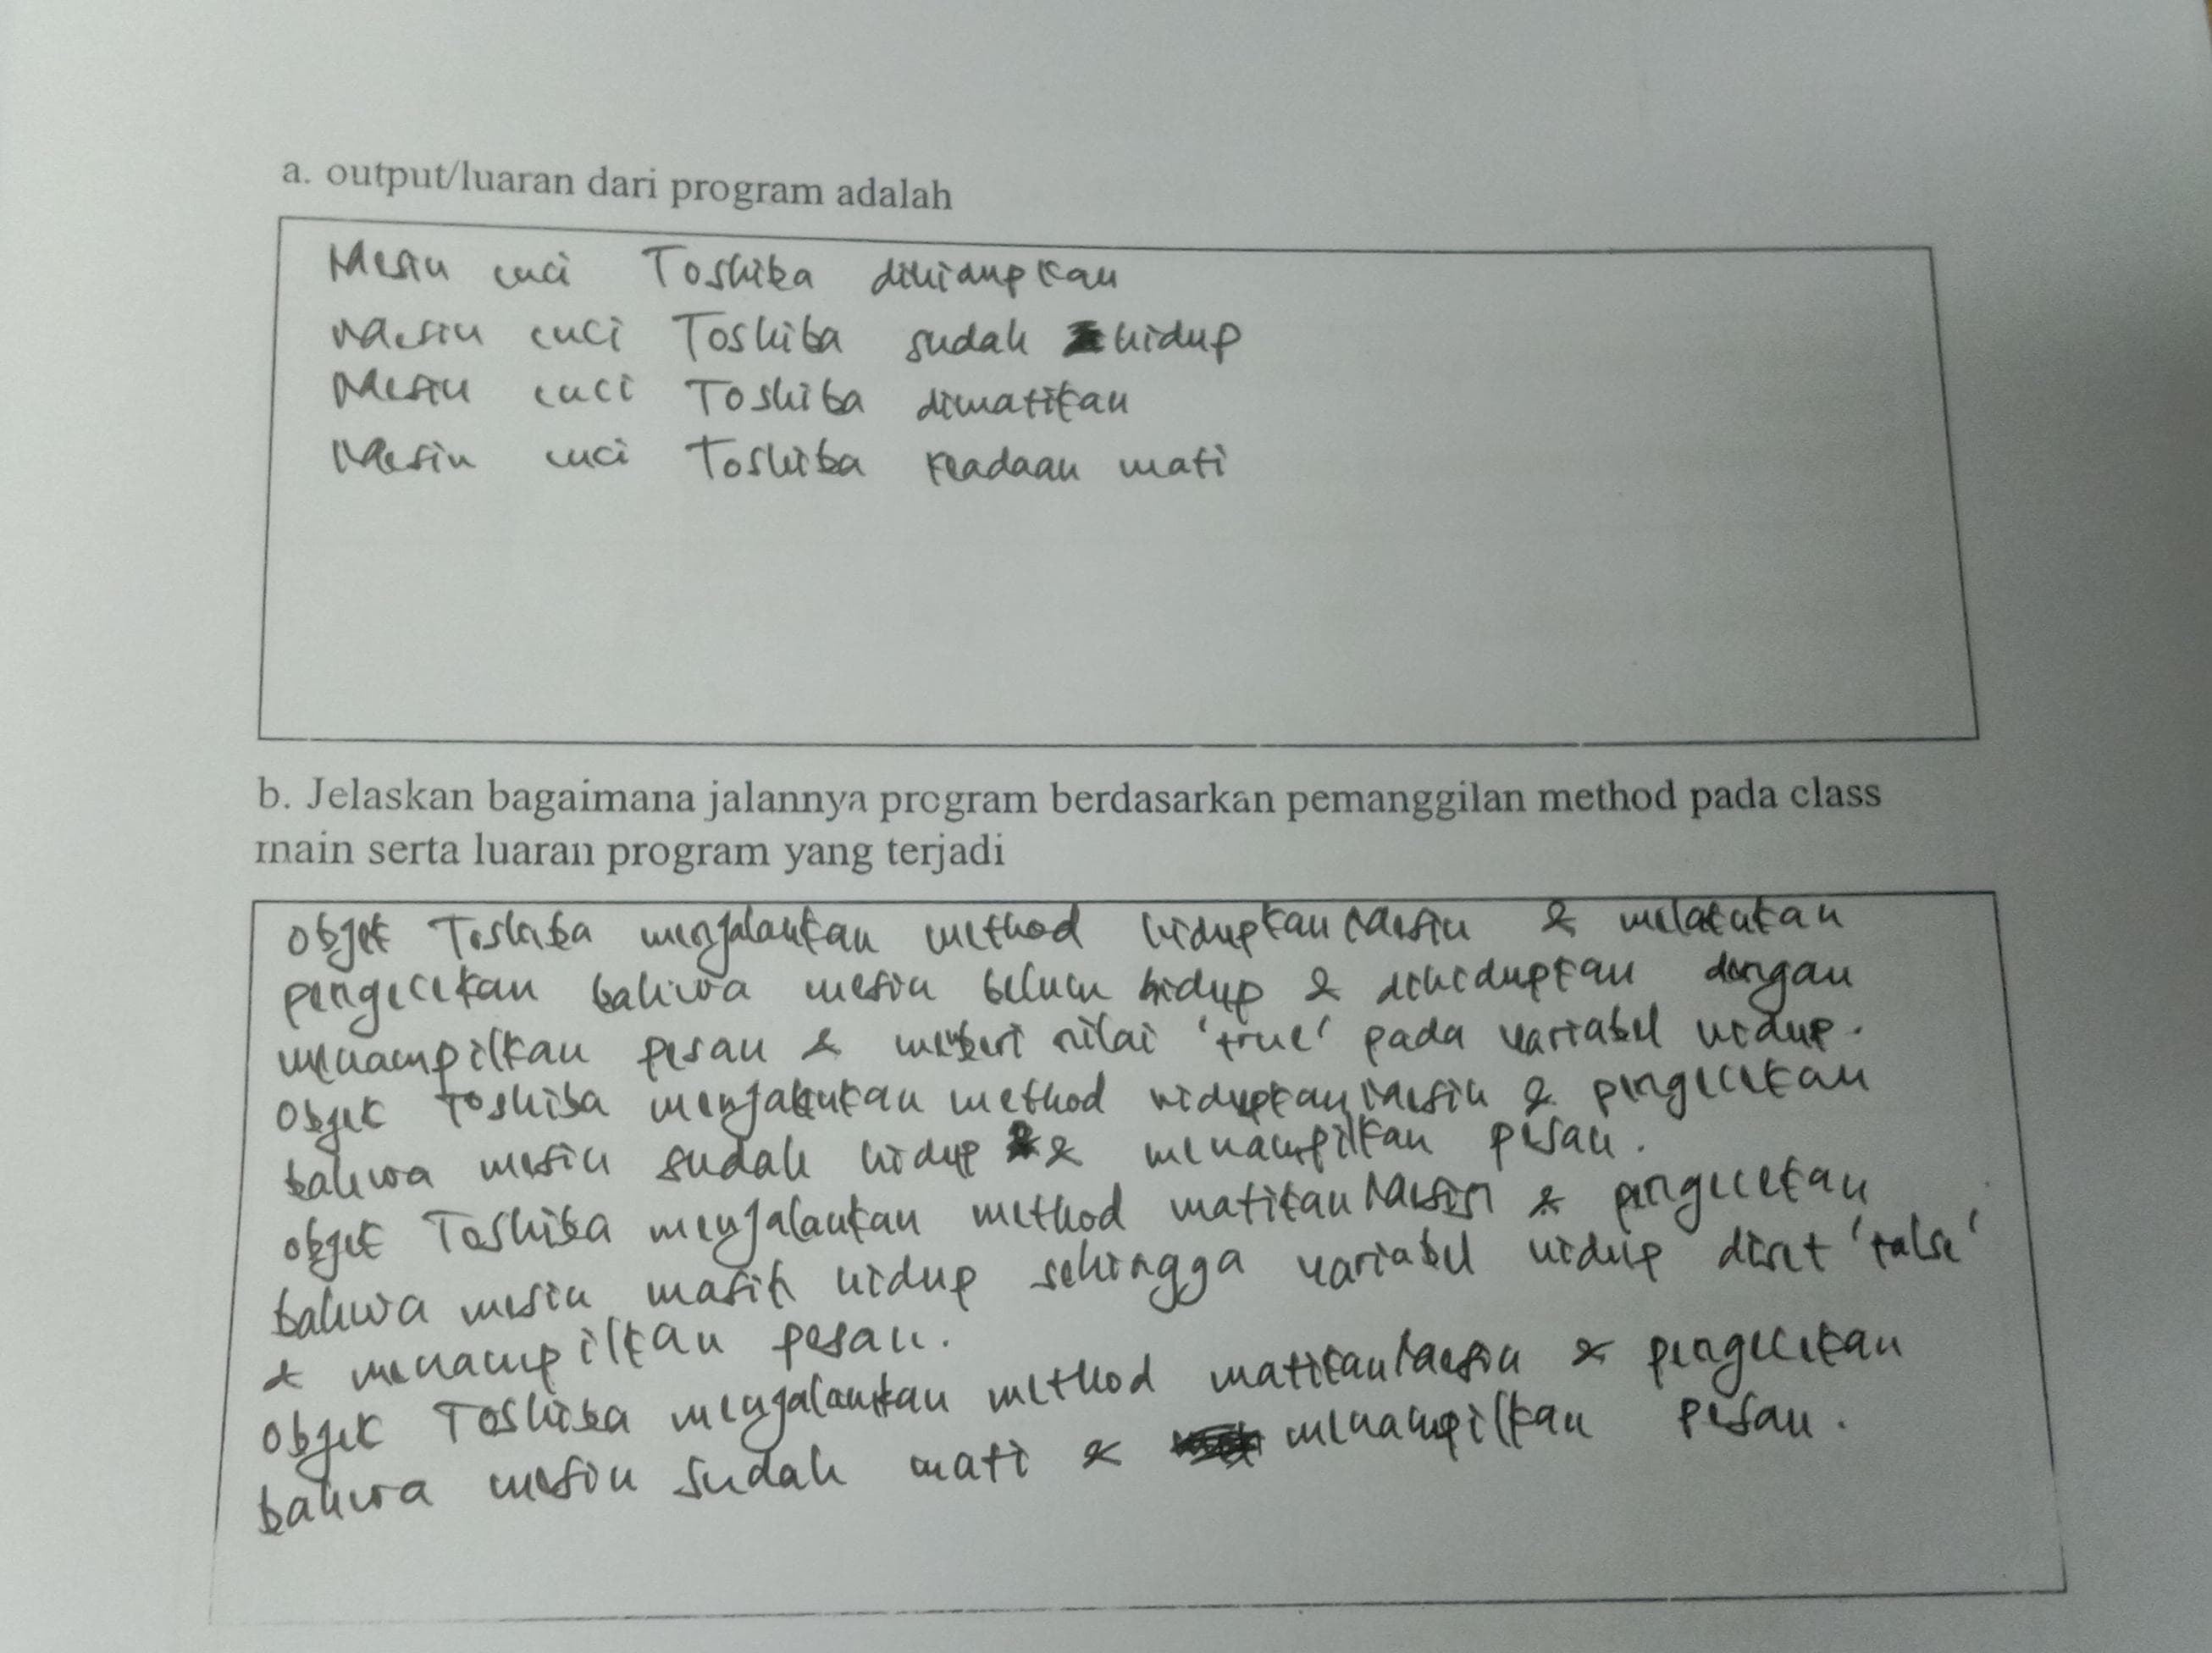 a. output/luaran dari program adalah
Mesin cuci Toshiba dihidupkan
Mesin cuci Toshiba sudah hidup
Mesin cuci Toshiba dimatikan
Mesin cuci Toshiba keadaan mati
b. Jelaskan bagaimana jalannya program berdasarkan pemanggilan method pada class
main serta luaran program yang terjadi
Objek Toshiba menjalankan method hidupkanMesin & melakukan
pengecekan bahwa mesin belum hidup & dihidupkan dengan
menampilkan pesan & memberi nilai 'true' pada variabel hidup.
Objek Toshiba menjalankan method hidupkanMesin & pengecekan
bahwa mesin sudah hidup & menampilkan pesan.
Objek Toshiba menjalankan method matikanMesin & pengecekan
bahwa mesin masih hidup sehingga variabel hidup diset 'false'
& menampilkan pesan.
Objek Toshiba menjalankan method matikanMesin & pengecekan
bahwa mesin sudah mati & menampilkan pesan.